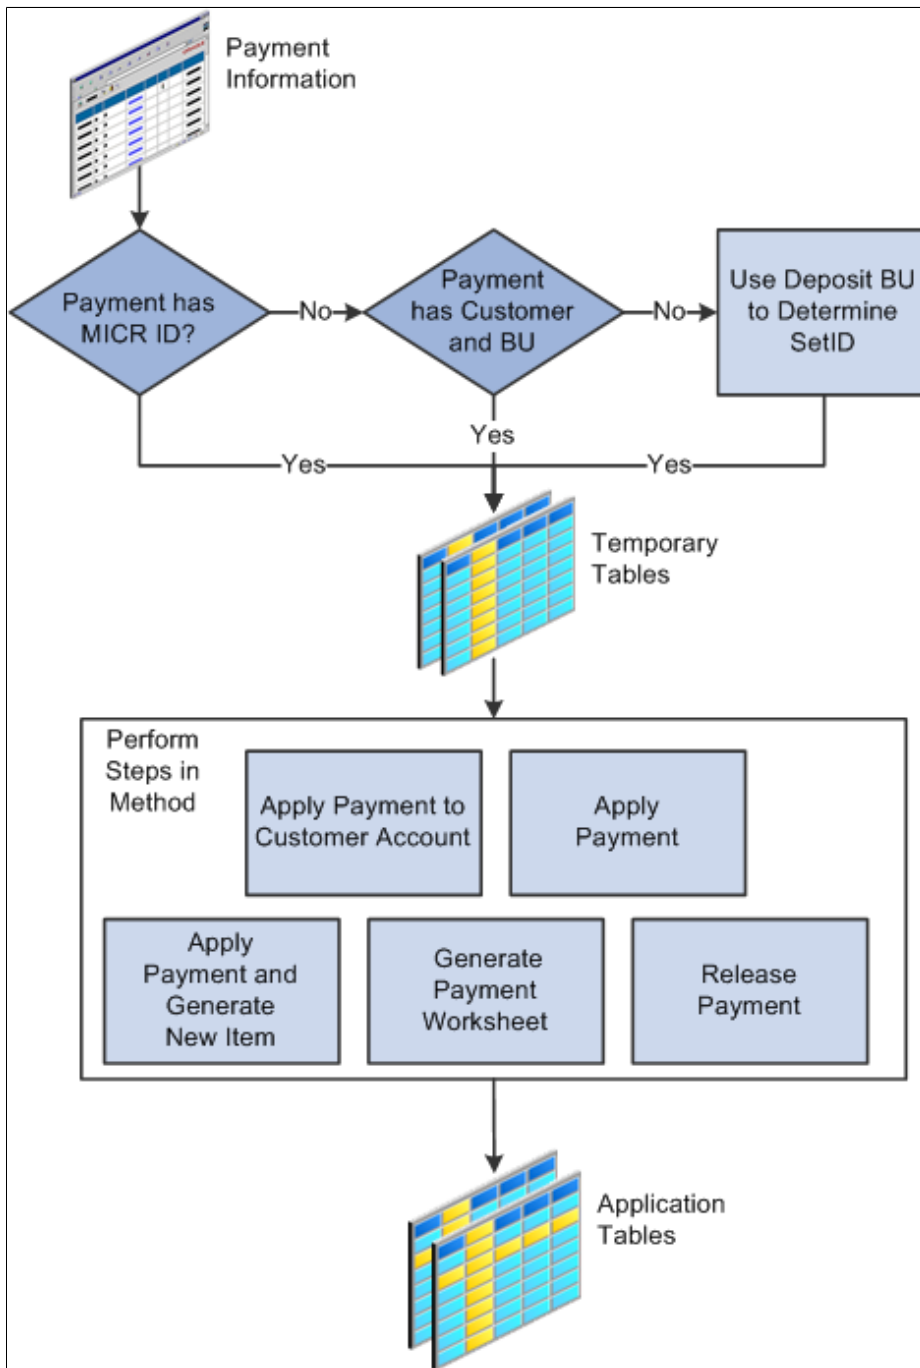 Payment
Information
Payment has
MICR ID?
No
Payment
has Customer
and BU
No
Use Deposit BU
to Determine
SetID
Yes
Yes
Yes
Temporary
Tables
Perform
Steps in
Method
Apply Payment to
Customer Account
Apply
Payment
Apply
Payment and
Generate
New Item
Generate
Payment
Worksheet
Release
Payment
Application
Tables